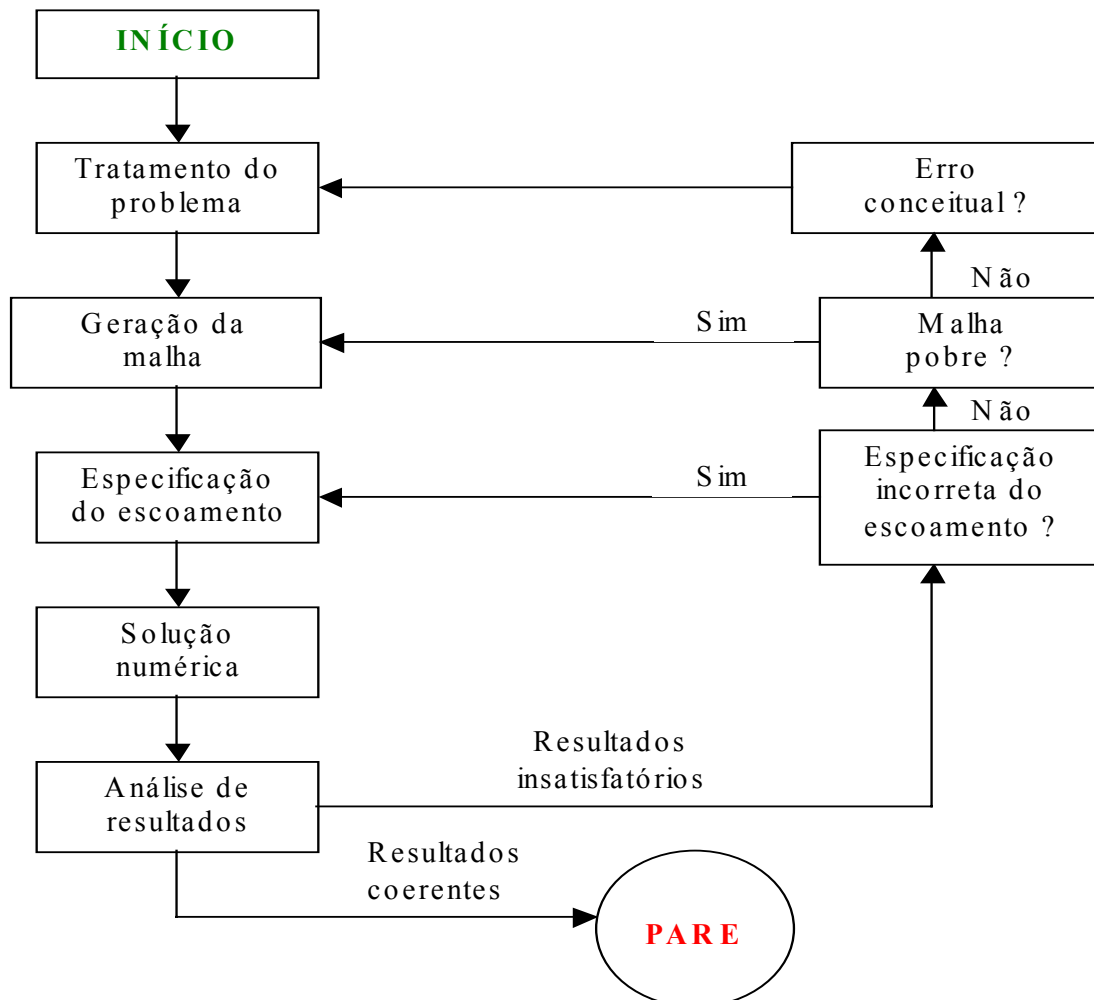 INÍCIO
Tratamento do
problema
Erro
conceitual ?
Não
Geração da
malha
Sim
Malha
pobre ?
Não
Especificação
do escoamento
Sim
Especificação
incorreta do
escoamento ?
Solução
numérica
Resultados
insatisfatórios
Análise de
resultados
Resultados
coerentes
PARE